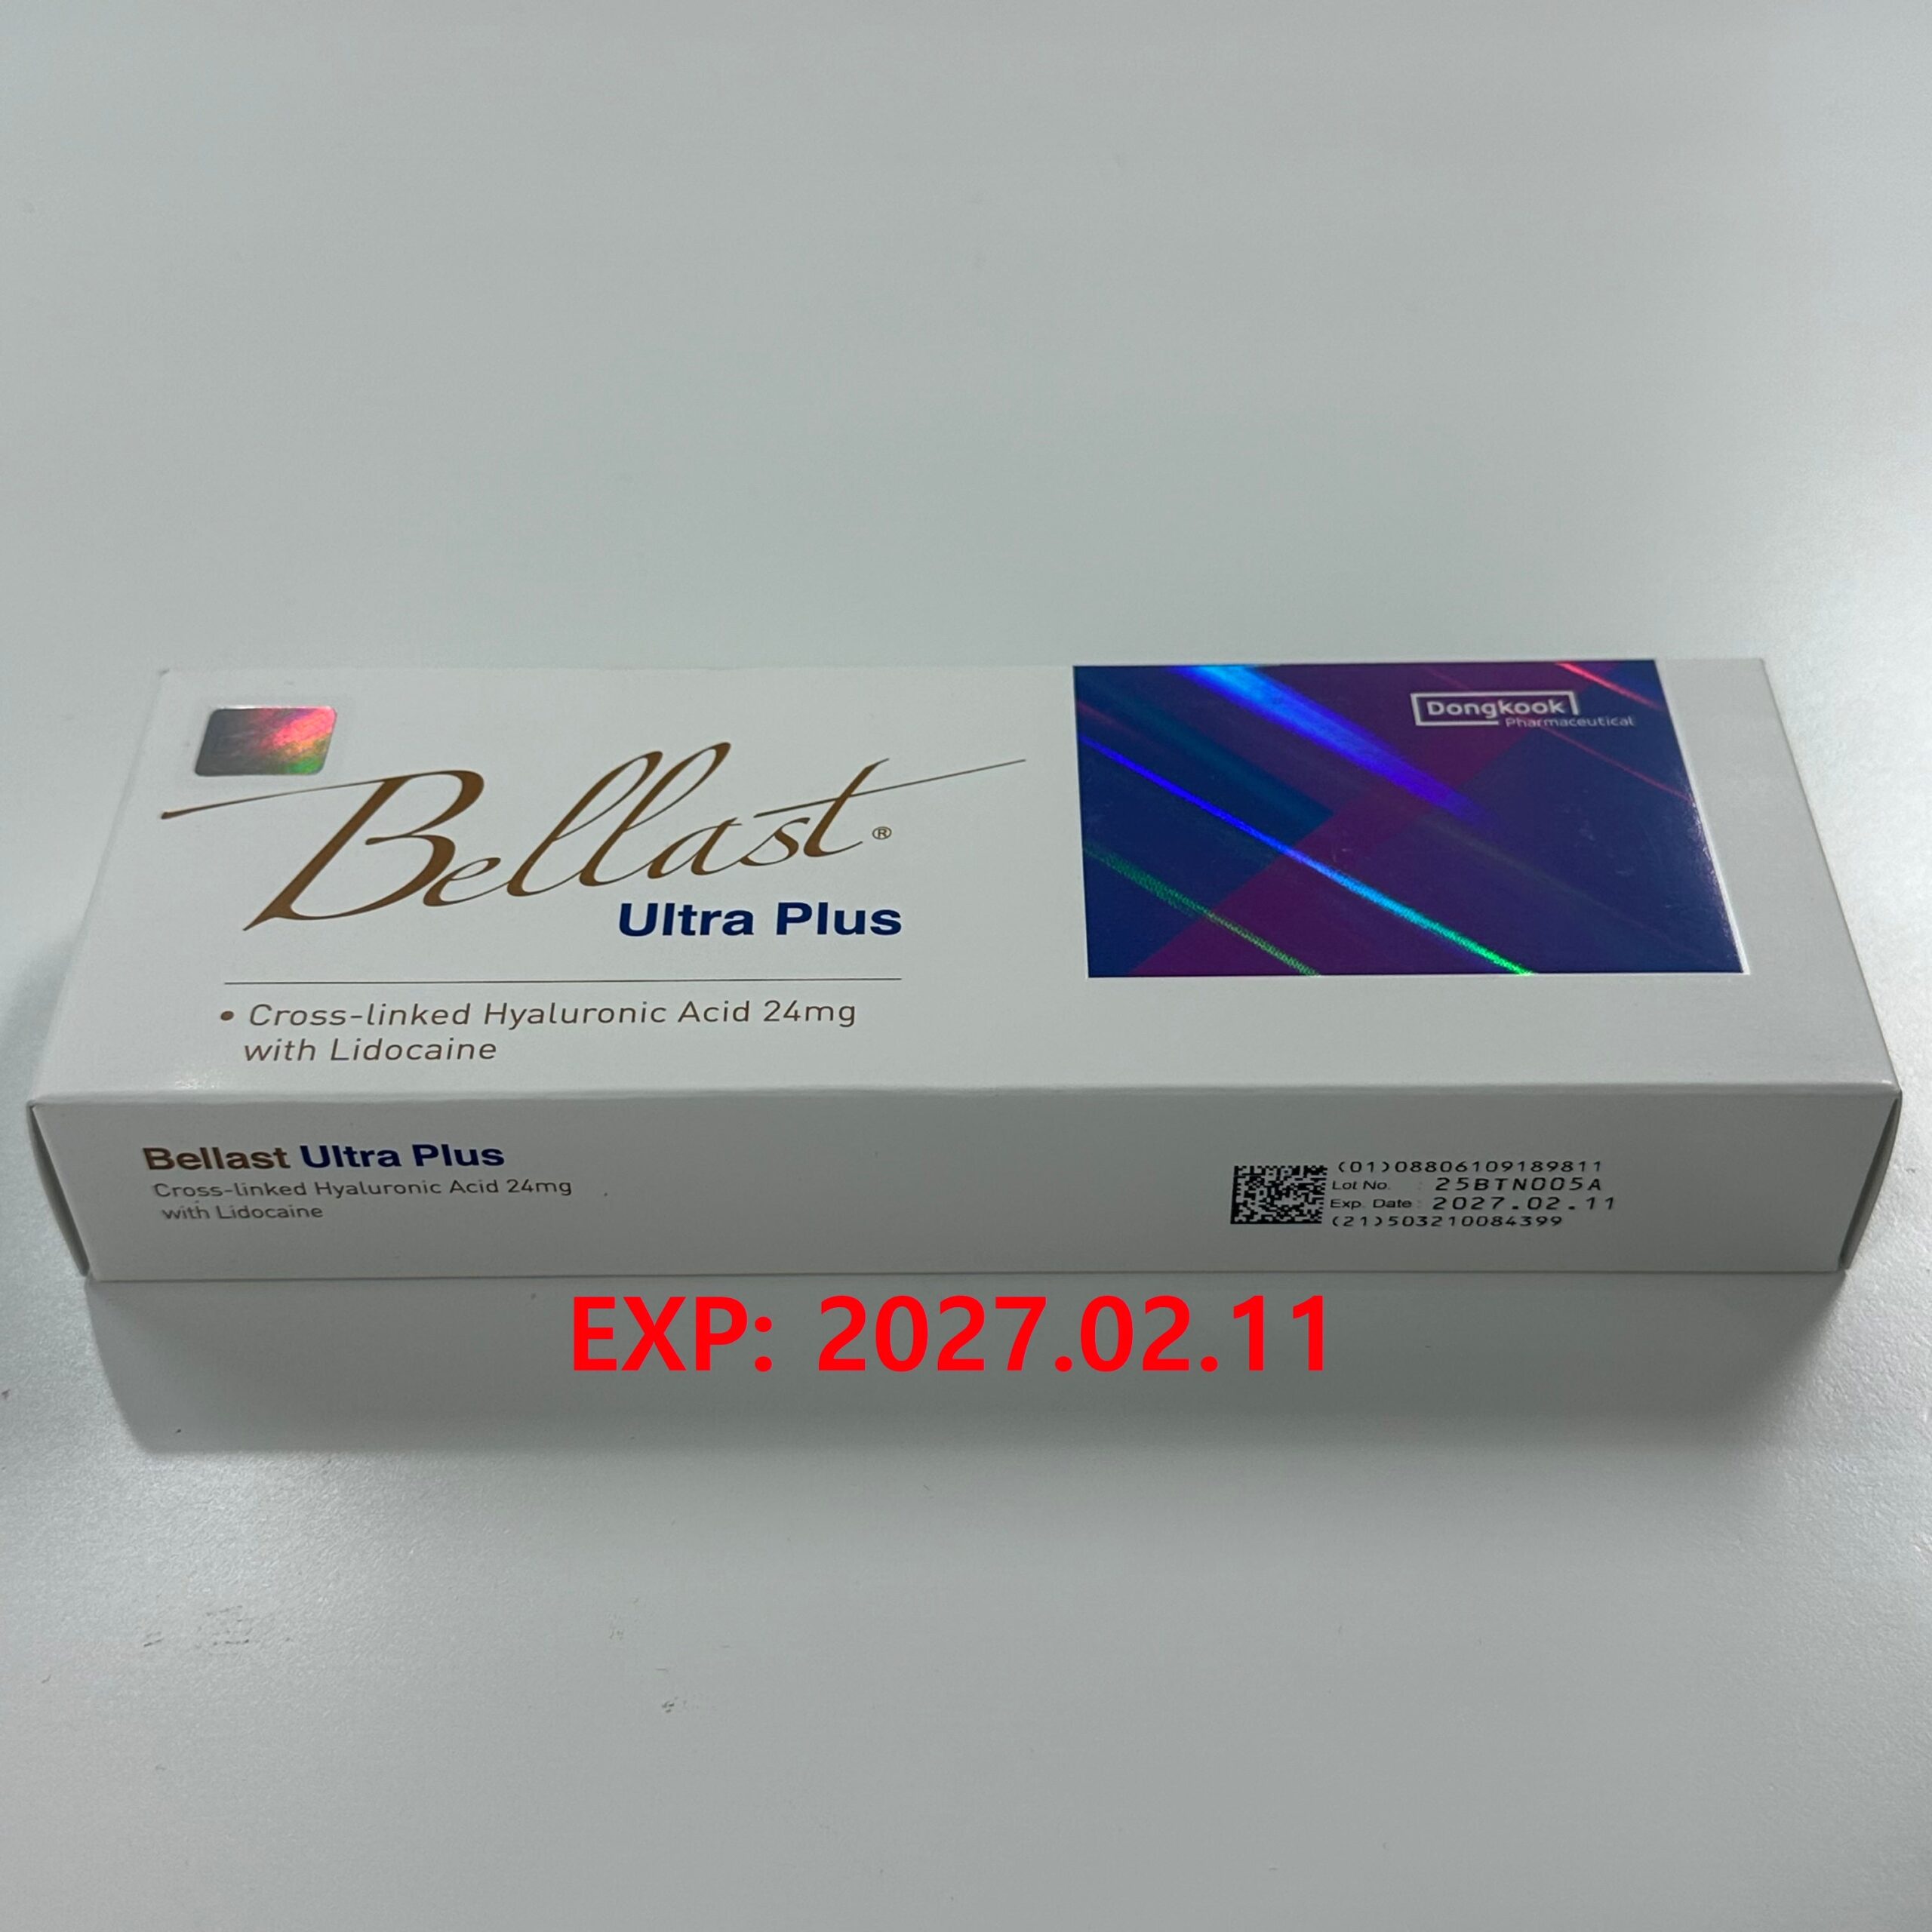 Dongkook
Pharmaceutical
Bellast®
Ultra Plus
• Cross-linked Hyaluronic Acid 24mg
with Lidocaine
Bellast Ultra Plus
Cross-linked Hyaluronic Acid 24mg
with Lidocaine
(01)08806109189811
Lot No. : 25BTN005A
Exp. Date : 2027.02.11
(21)503210084399
EXP: 2027.02.11